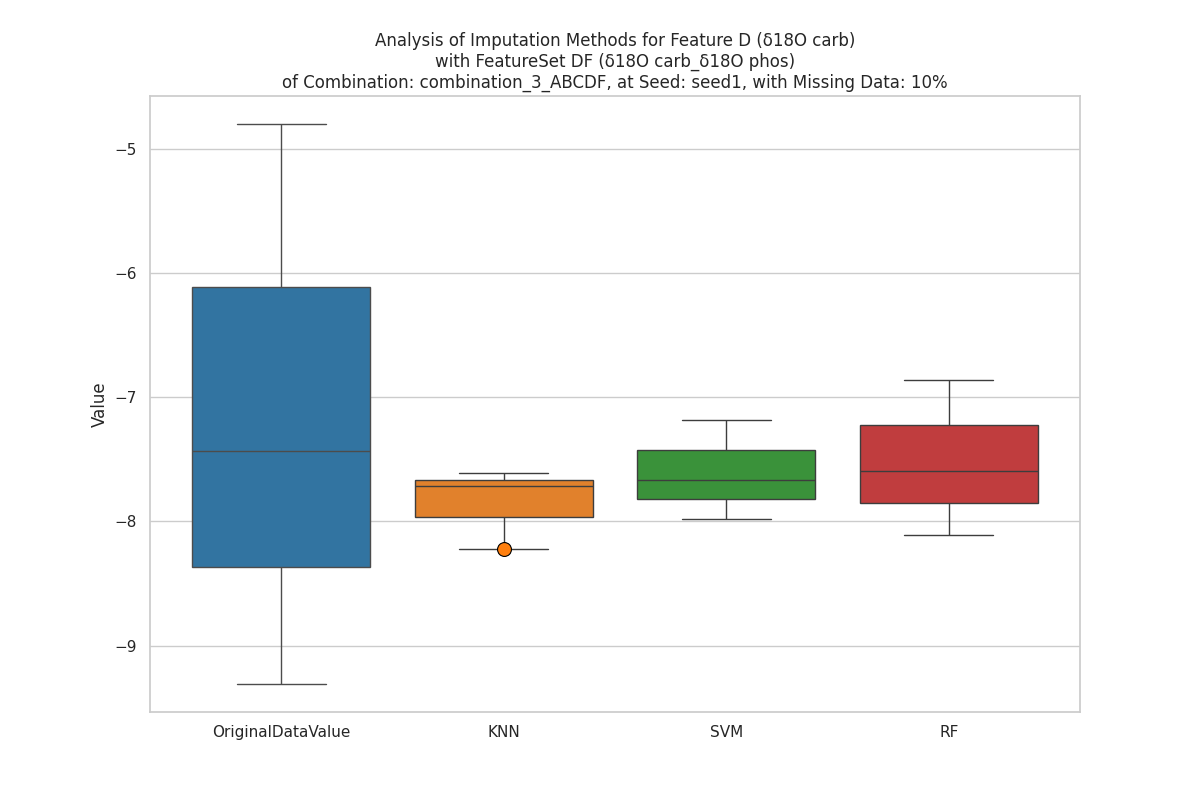 Analysis of Imputation Methods for Feature D (δ18O carb)
with FeatureSet DF (δ18O carb_δ18O phos)
of Combination: combination_3_ABCDF, at Seed: seed1, with Missing Data: 10%
Value
−5
−6
−7
−8
−9
OriginalDataValue
KNN
SVM
RF